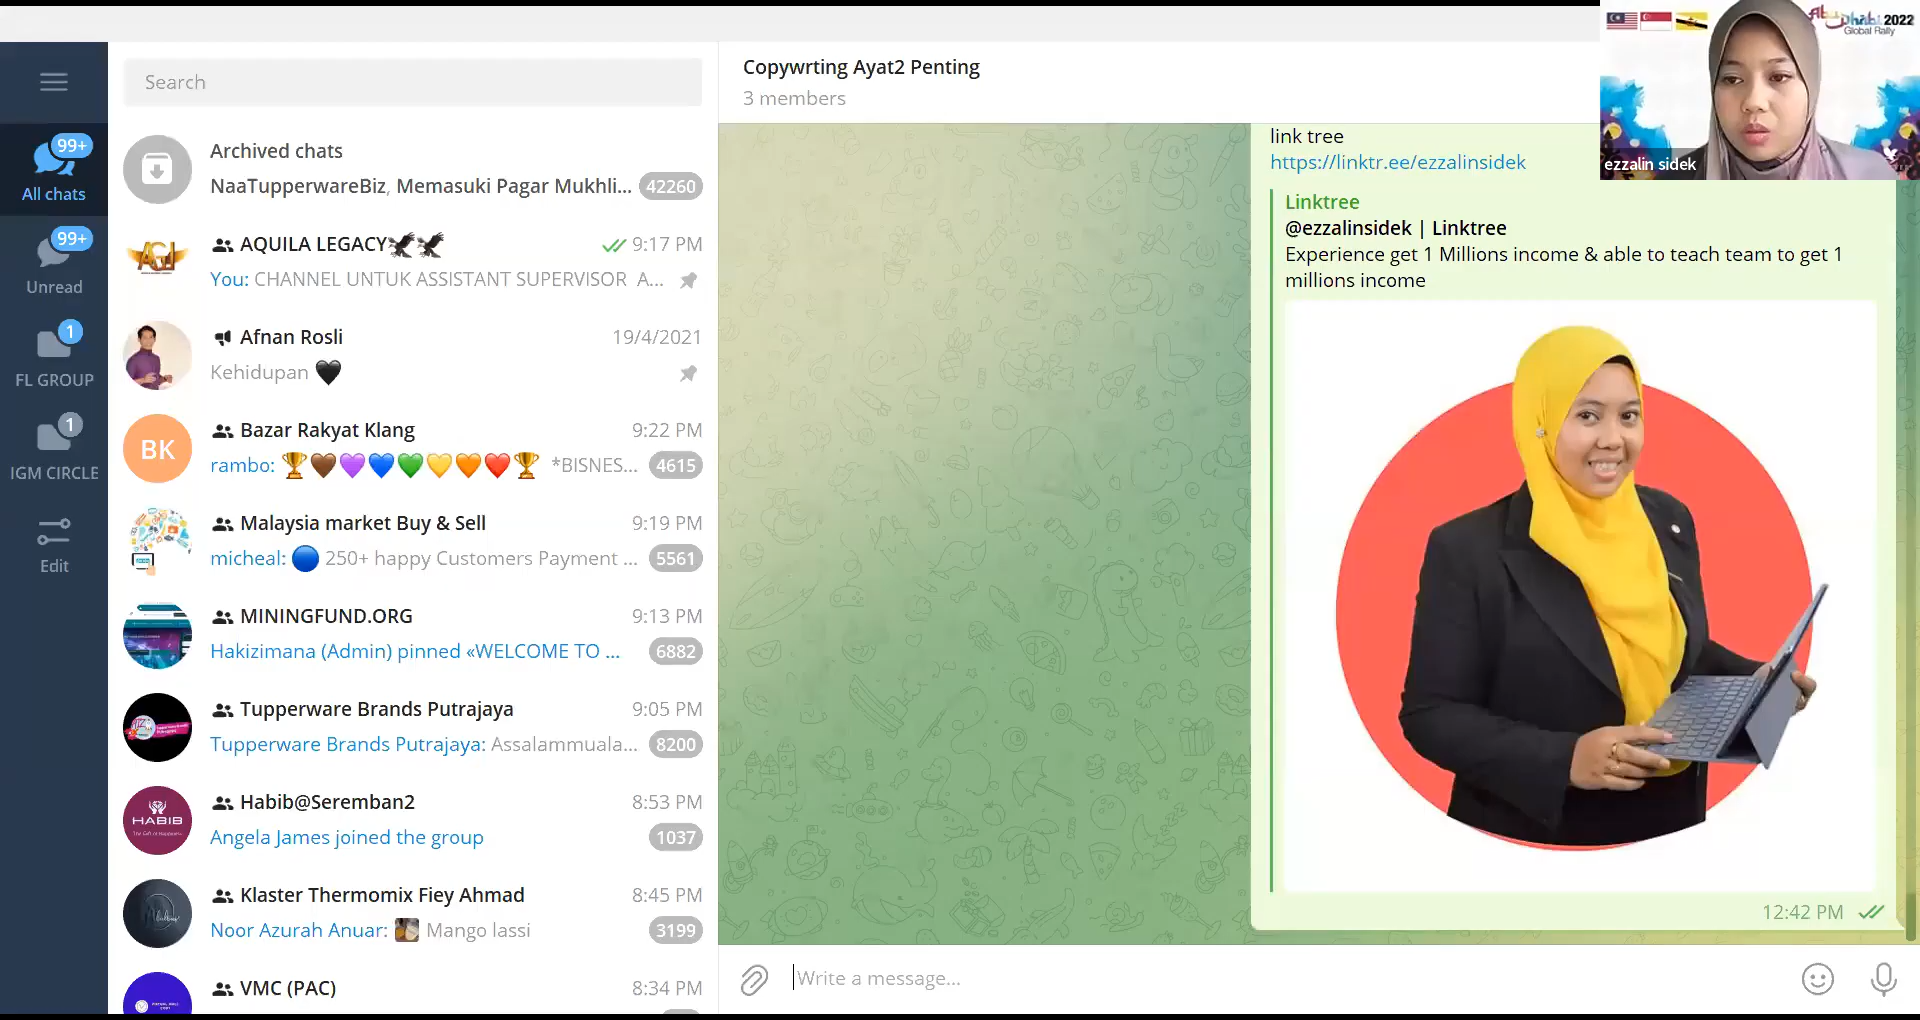 Search
99+
All chats
99+
Unread
1
FL GROUP
1
IGM CIRCLE
Edit
Archived chats
NaaTupperwareBiz, Memasuki Pagar Mukhli... 42260
AQUILA LEGACY 9:17 PM
You: CHANNEL UNTUK ASSISTANT SUPERVISOR A...
Afnan Rosli 19/4/2021
Kehidupan 🖤
BK
Bazar Rakyat Klang 9:22 PM
rambo: 🏆🤎💜💙💚💛🧡❤️🏆 *BISNES... 4615
Malaysia market Buy & Sell 9:19 PM
micheal: 🔵 250+ happy Customers Payment ... 5561
MININGFUND.ORG 9:13 PM
Hakizimana (Admin) pinned «WELCOME TO ... 6882
Tupperware Brands Putrajaya 9:05 PM
Tupperware Brands Putrajaya: Assalammuala... 8200
HABIB
Habib@Seremban2 8:53 PM
Angela James joined the group 1037
Klaster Thermomix Fiey Ahmad 8:45 PM
Noor Azurah Anuar: Mango lassi 3199
VMC (PAC) 8:34 PM
Copywrting Ayat2 Penting
3 members
link tree
https://linktr.ee/ezzalinsidek
Linktree
@ezzalinsidek | Linktree
Experience get 1 Millions income & able to teach team to get 1
millions income
12:42 PM
Write a message...
Abu Dhabi 2022
Global Rally
ezzalin sidek